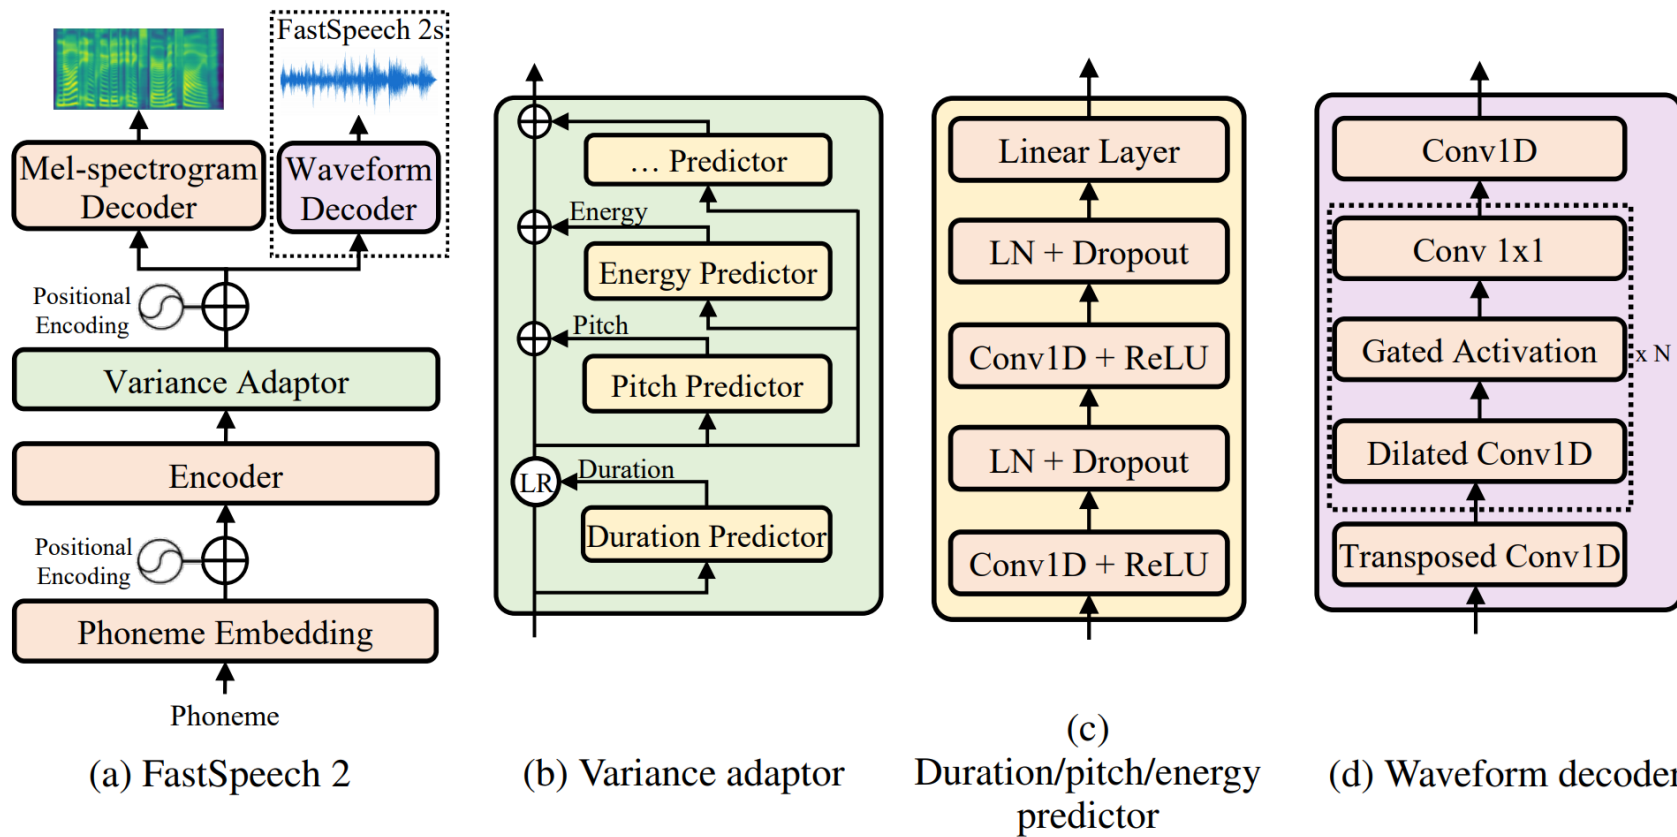 FastSpeech 2s
Mel-spectrogram
Decoder
Waveform
Decoder
Positional
Encoding
Variance Adaptor
Encoder
Positional
Encoding
Phoneme Embedding
Phoneme
(a) FastSpeech 2
... Predictor
Energy
Energy Predictor
Pitch
Pitch Predictor
LR
Duration
Duration Predictor
(b) Variance adaptor
Linear Layer
LN + Dropout
Conv1D + ReLU
LN + Dropout
Conv1D + ReLU
(c)
Duration/pitch/energy
predictor
Conv1D
Conv 1x1
Gated Activation
x N
Dilated Conv1D
Transposed Conv1D
(d) Waveform decoder